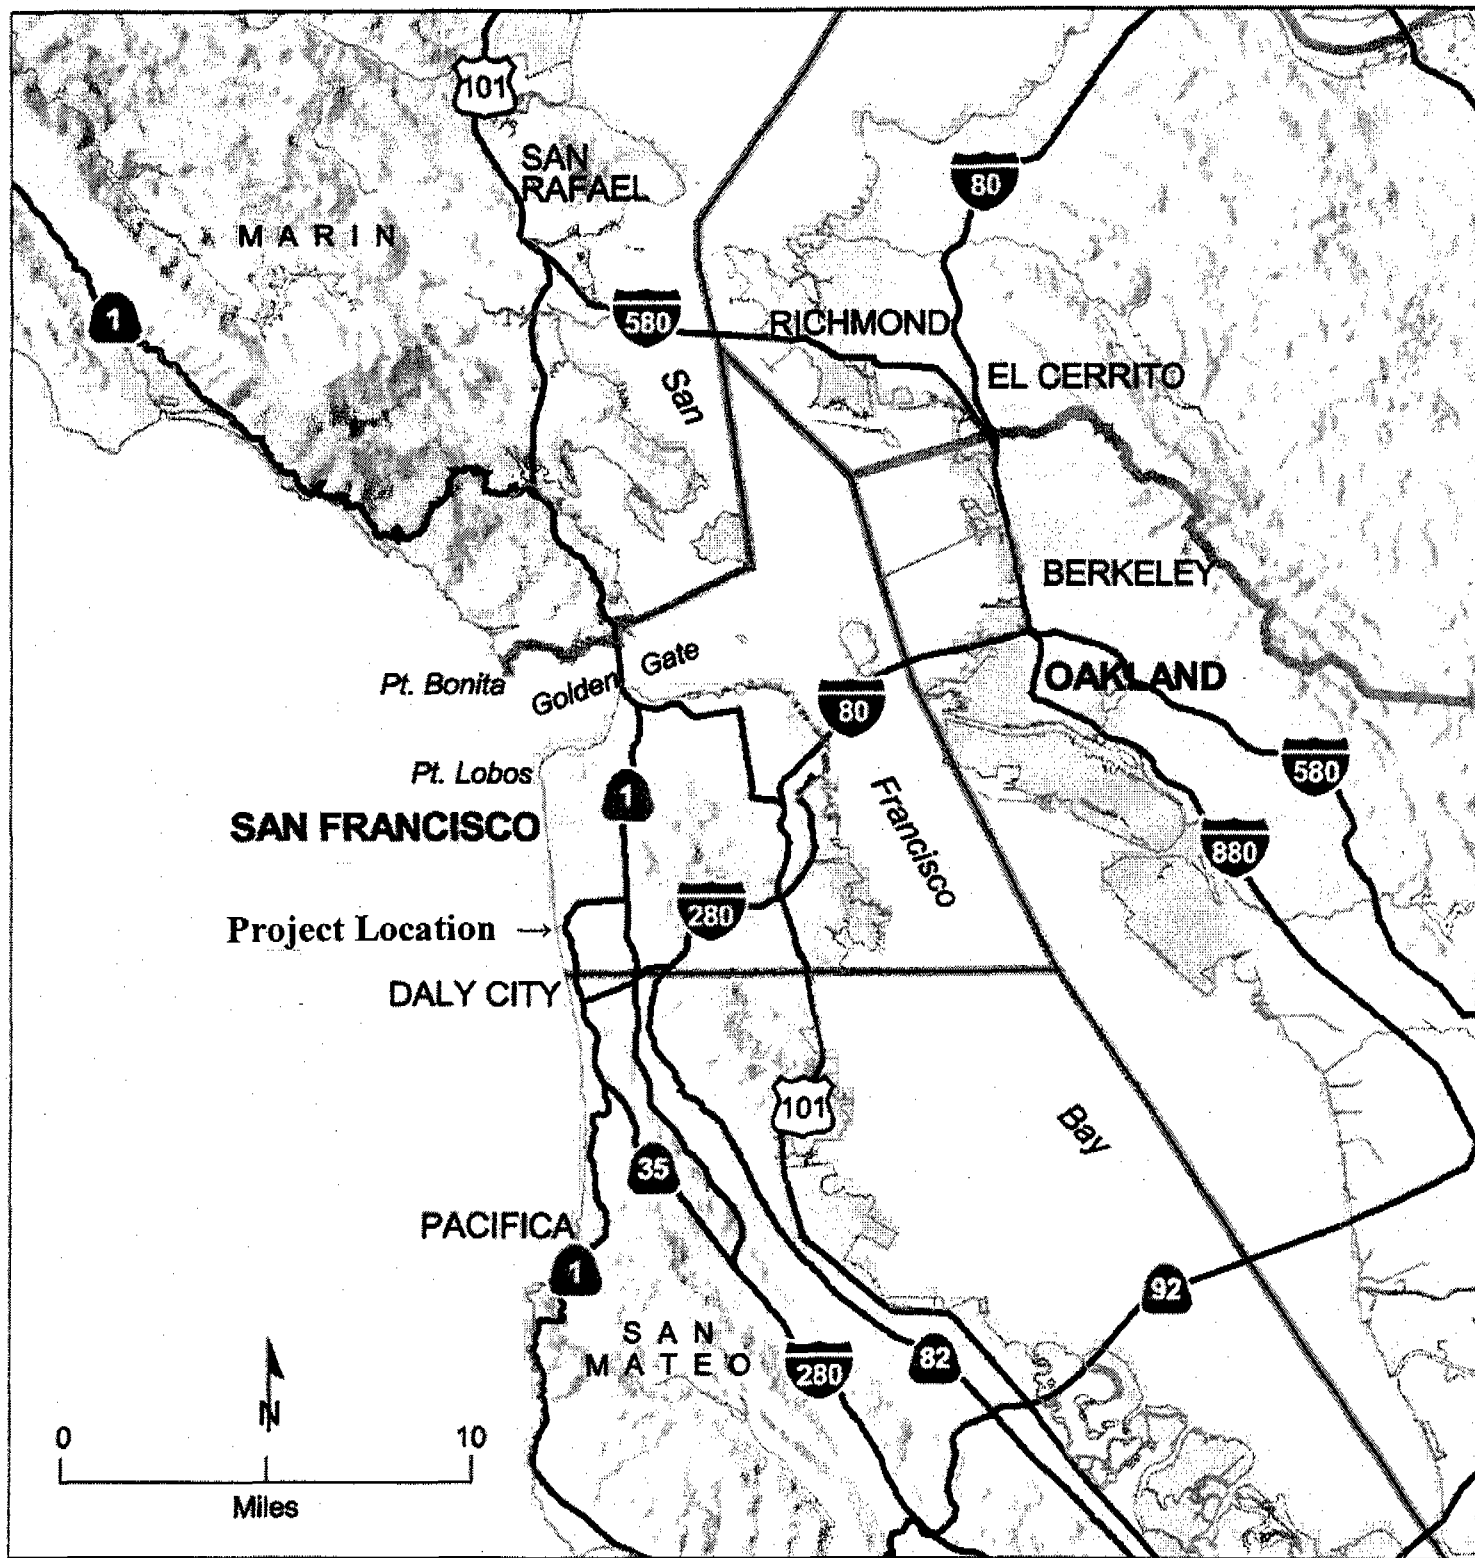 101
SAN
RAFAEL
80
MARIN
1
580
RICHMOND
San
EL CERRITO
BERKELEY
Pt. Bonita
Golden Gate
OAKLAND
80
Pt. Lobos
580
1
SAN FRANCISCO
Francisco
880
280
Project Location →
DALY CITY
101
Bay
35
PACIFICA
1
92
SAN
MATEO
280
82
N
0 10
Miles